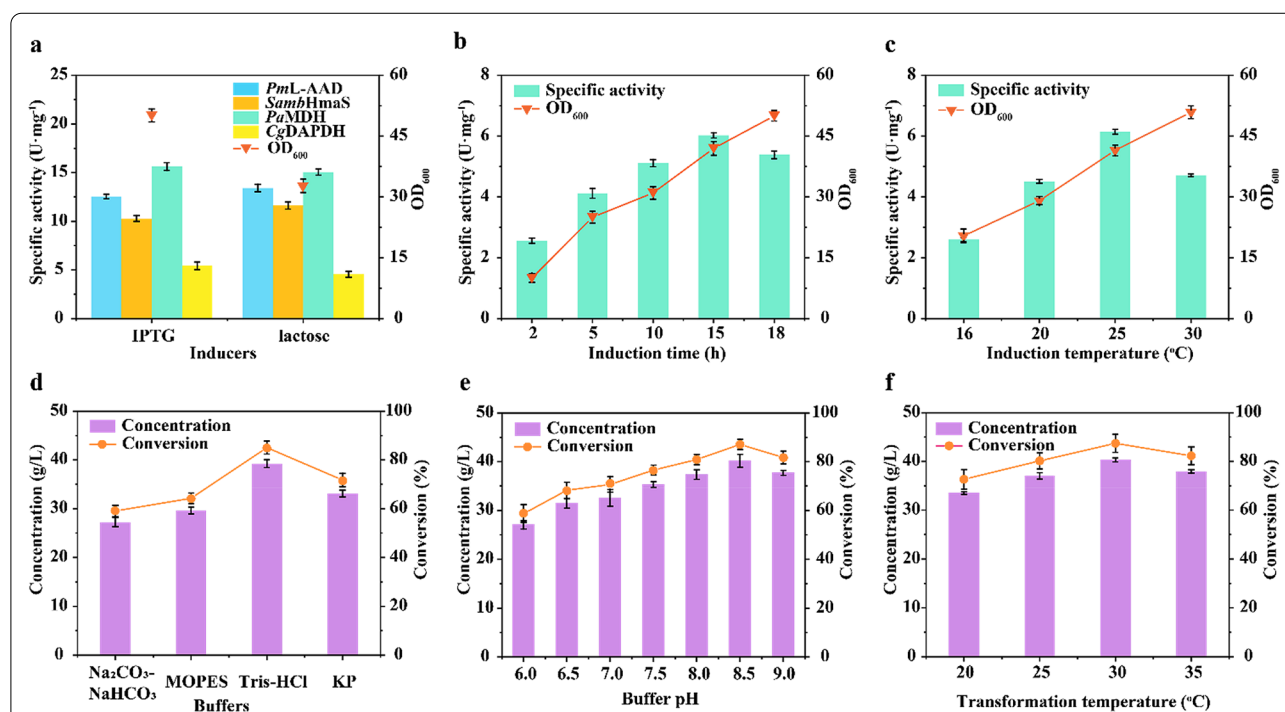 a
25
20
15
10
5
0
Specific activity (U·mg⁻¹)
PmL-AAD
SambHmaS
PaMDH
CgDAPDH
OD₆₀₀
60
45
30
15
0
OD₆₀₀
IPTG
lactose
Inducers
b
8
6
4
2
0
Specific activity (U·mg⁻¹)
Specific activity
OD₆₀₀
60
45
30
15
0
OD₆₀₀
2 5 10 15 18
Induction time (h)
c
8
6
4
2
0
Specific activity (U·mg⁻¹)
Specific activity
OD₆₀₀
60
45
30
15
0
OD₆₀₀
16 20 25 30
Induction temperature (°C)
d
50
40
30
20
10
0
Concentration (g/L)
Concentration
Conversion
100
80
60
40
20
0
Conversion (%)
Na₂CO₃-
NaHCO₃ MOPES Tris-HCl KP
Buffers
e
50
40
30
20
10
0
Concentration (g/L)
Concentration
Conversion
100
80
60
40
20
0
Conversion (%)
6.0 6.5 7.0 7.5 8.0 8.5 9.0
Buffer pH
f
50
40
30
20
10
0
Concentration (g/L)
Concentration
Conversion
100
80
60
40
20
0
Conversion (%)
20 25 30 35
Transformation temperature (°C)